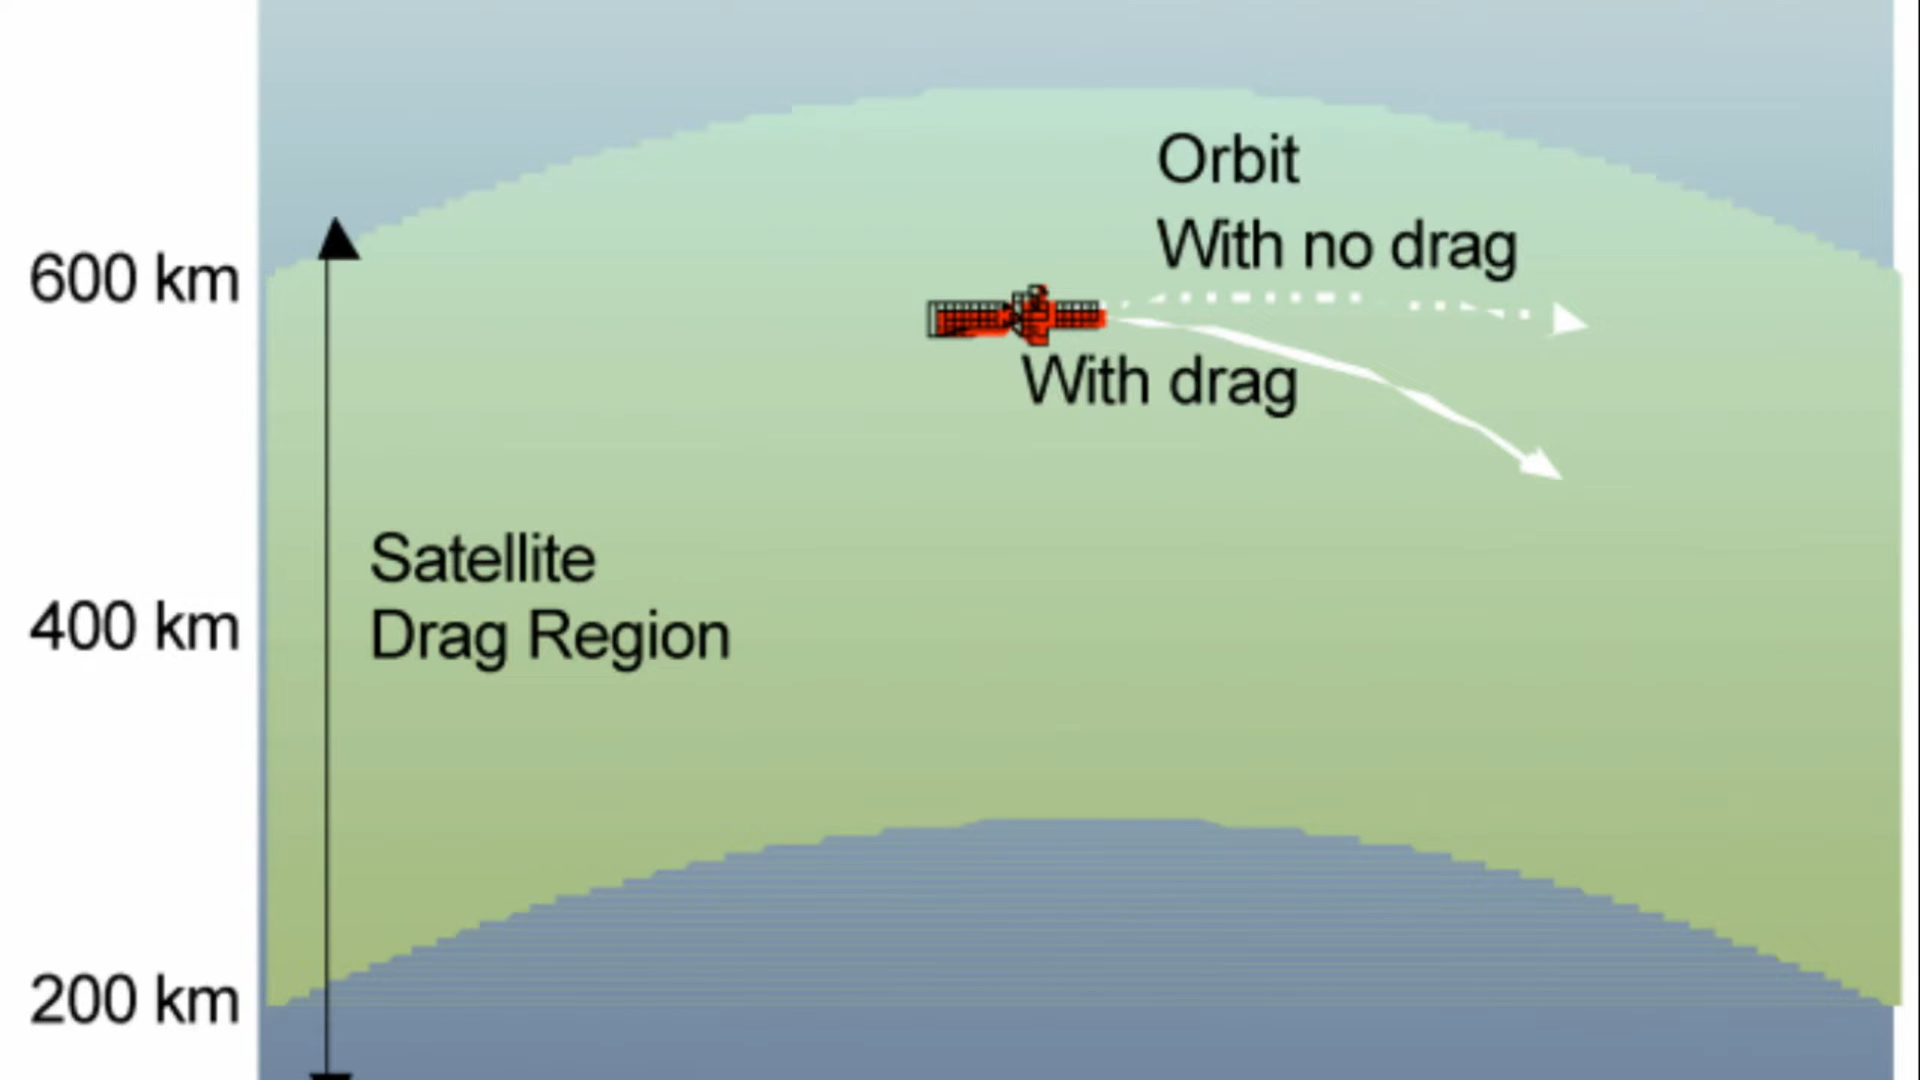 Orbit
With no drag
600 km
With drag
Satellite
Drag Region
400 km
200 km